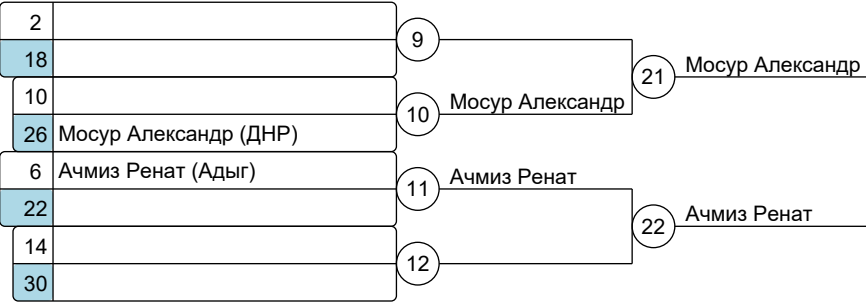 2
9
18
21 Мосур Александр
10
10 Мосур Александр
26 Мосур Александр (ДНР)
6 Ачмиз Ренат (Адыг)
11 Ачмиз Ренат
22
22 Ачмиз Ренат
14
12
30